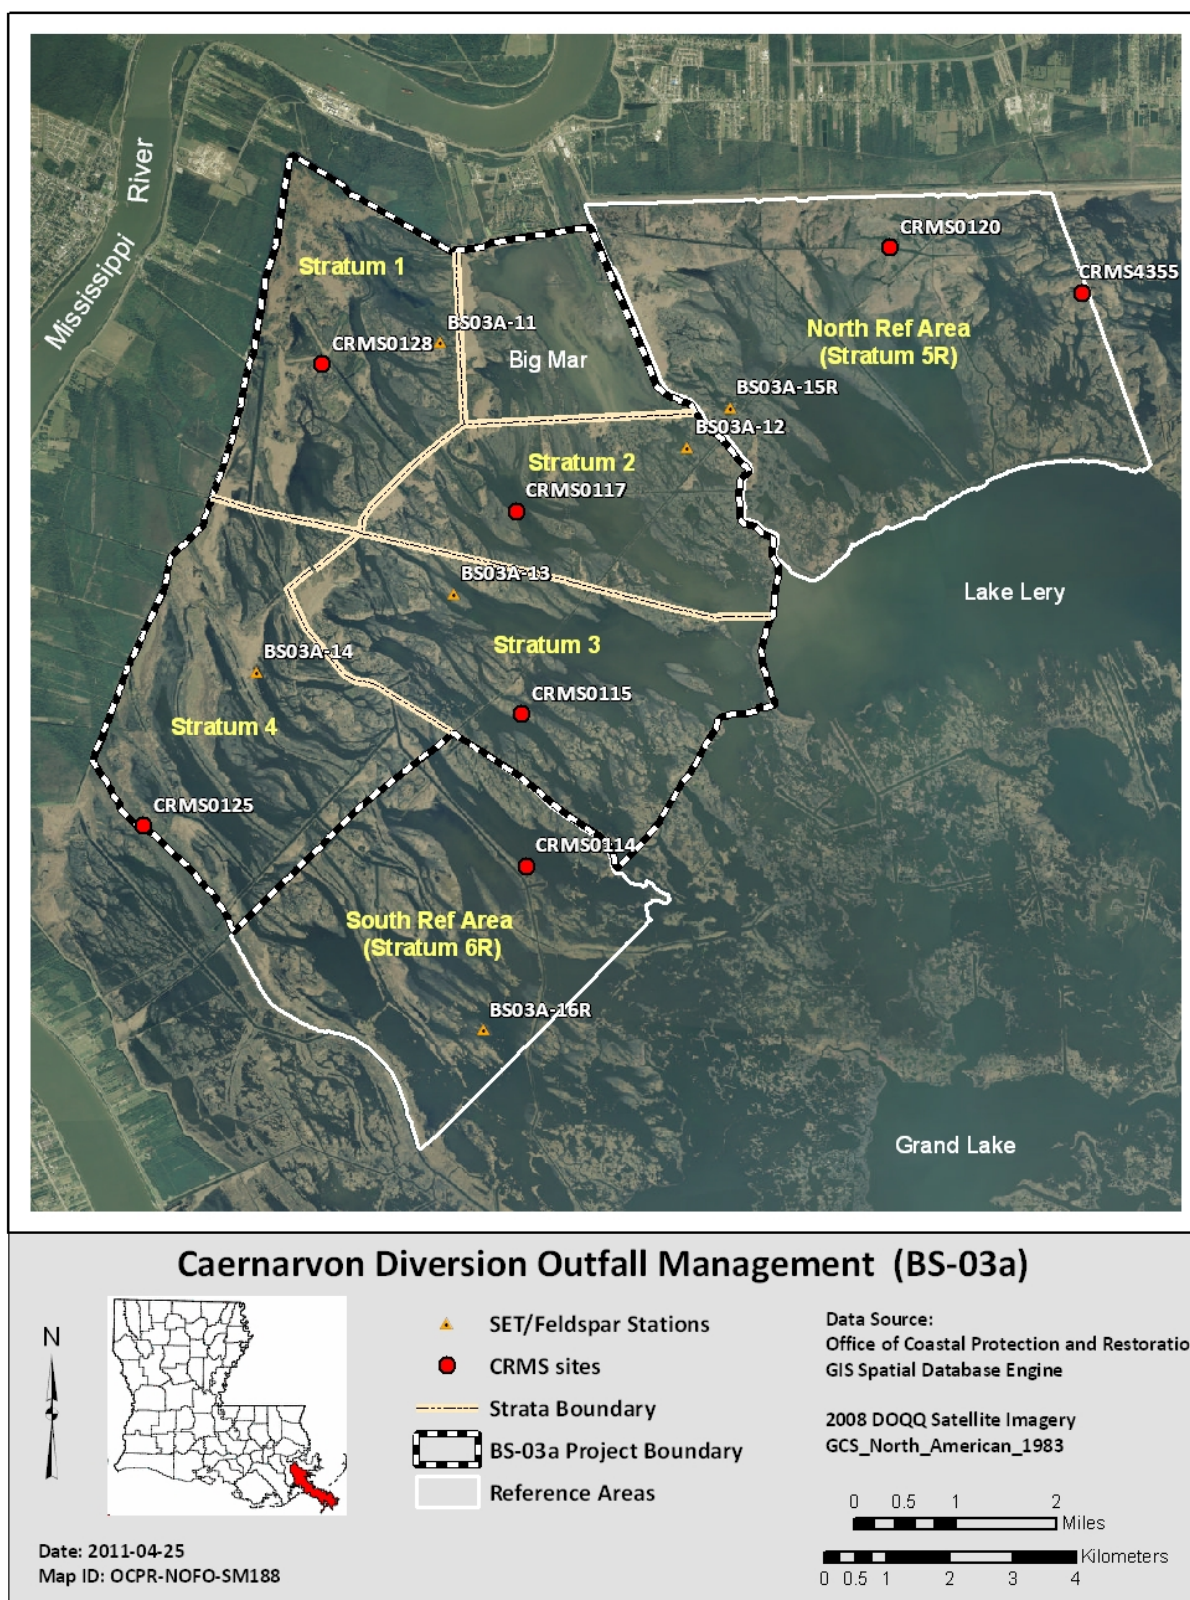 Mississippi River
Stratum 1
CRMS0120
CRMS4355
BS03A-11
CRMS0128
Big Mar
North Ref Area
(Stratum 5R)
BS03A-15R
BS03A-12
Stratum 2
CRMS0117
BS03A-13
Lake Lery
Stratum 3
BS03A-14
CRMS0115
Stratum 4
CRMS0125
CRMS0114
South Ref Area
(Stratum 6R)
BS03A-16R
Grand Lake
Caernarvon Diversion Outfall Management (BS-03a)
N
SET/Feldspar Stations
CRMS sites
Strata Boundary
BS-03a Project Boundary
Reference Areas
Data Source:
Office of Coastal Protection and Restoratio
GIS Spatial Database Engine
2008 DOQQ Satellite Imagery
GCS_North_American_1983
0 0.5 1 2
Miles
Kilometers
0 0.5 1 2 3 4
Date: 2011-04-25
Map ID: OCPR-NOFO-SM188